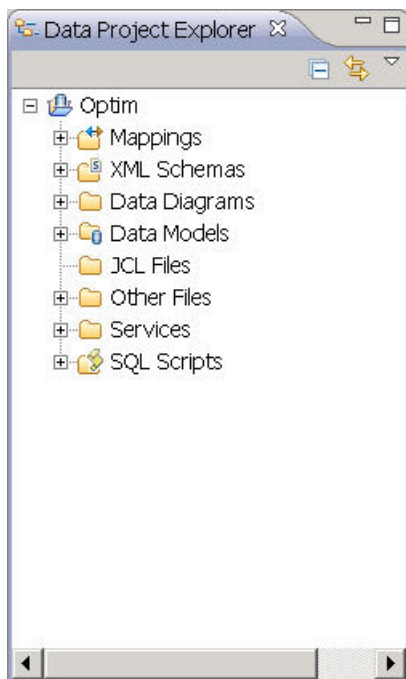 Data Project Explorer
Optim
Mappings
XML Schemas
Data Diagrams
Data Models
JCL Files
Other Files
Services
SQL Scripts